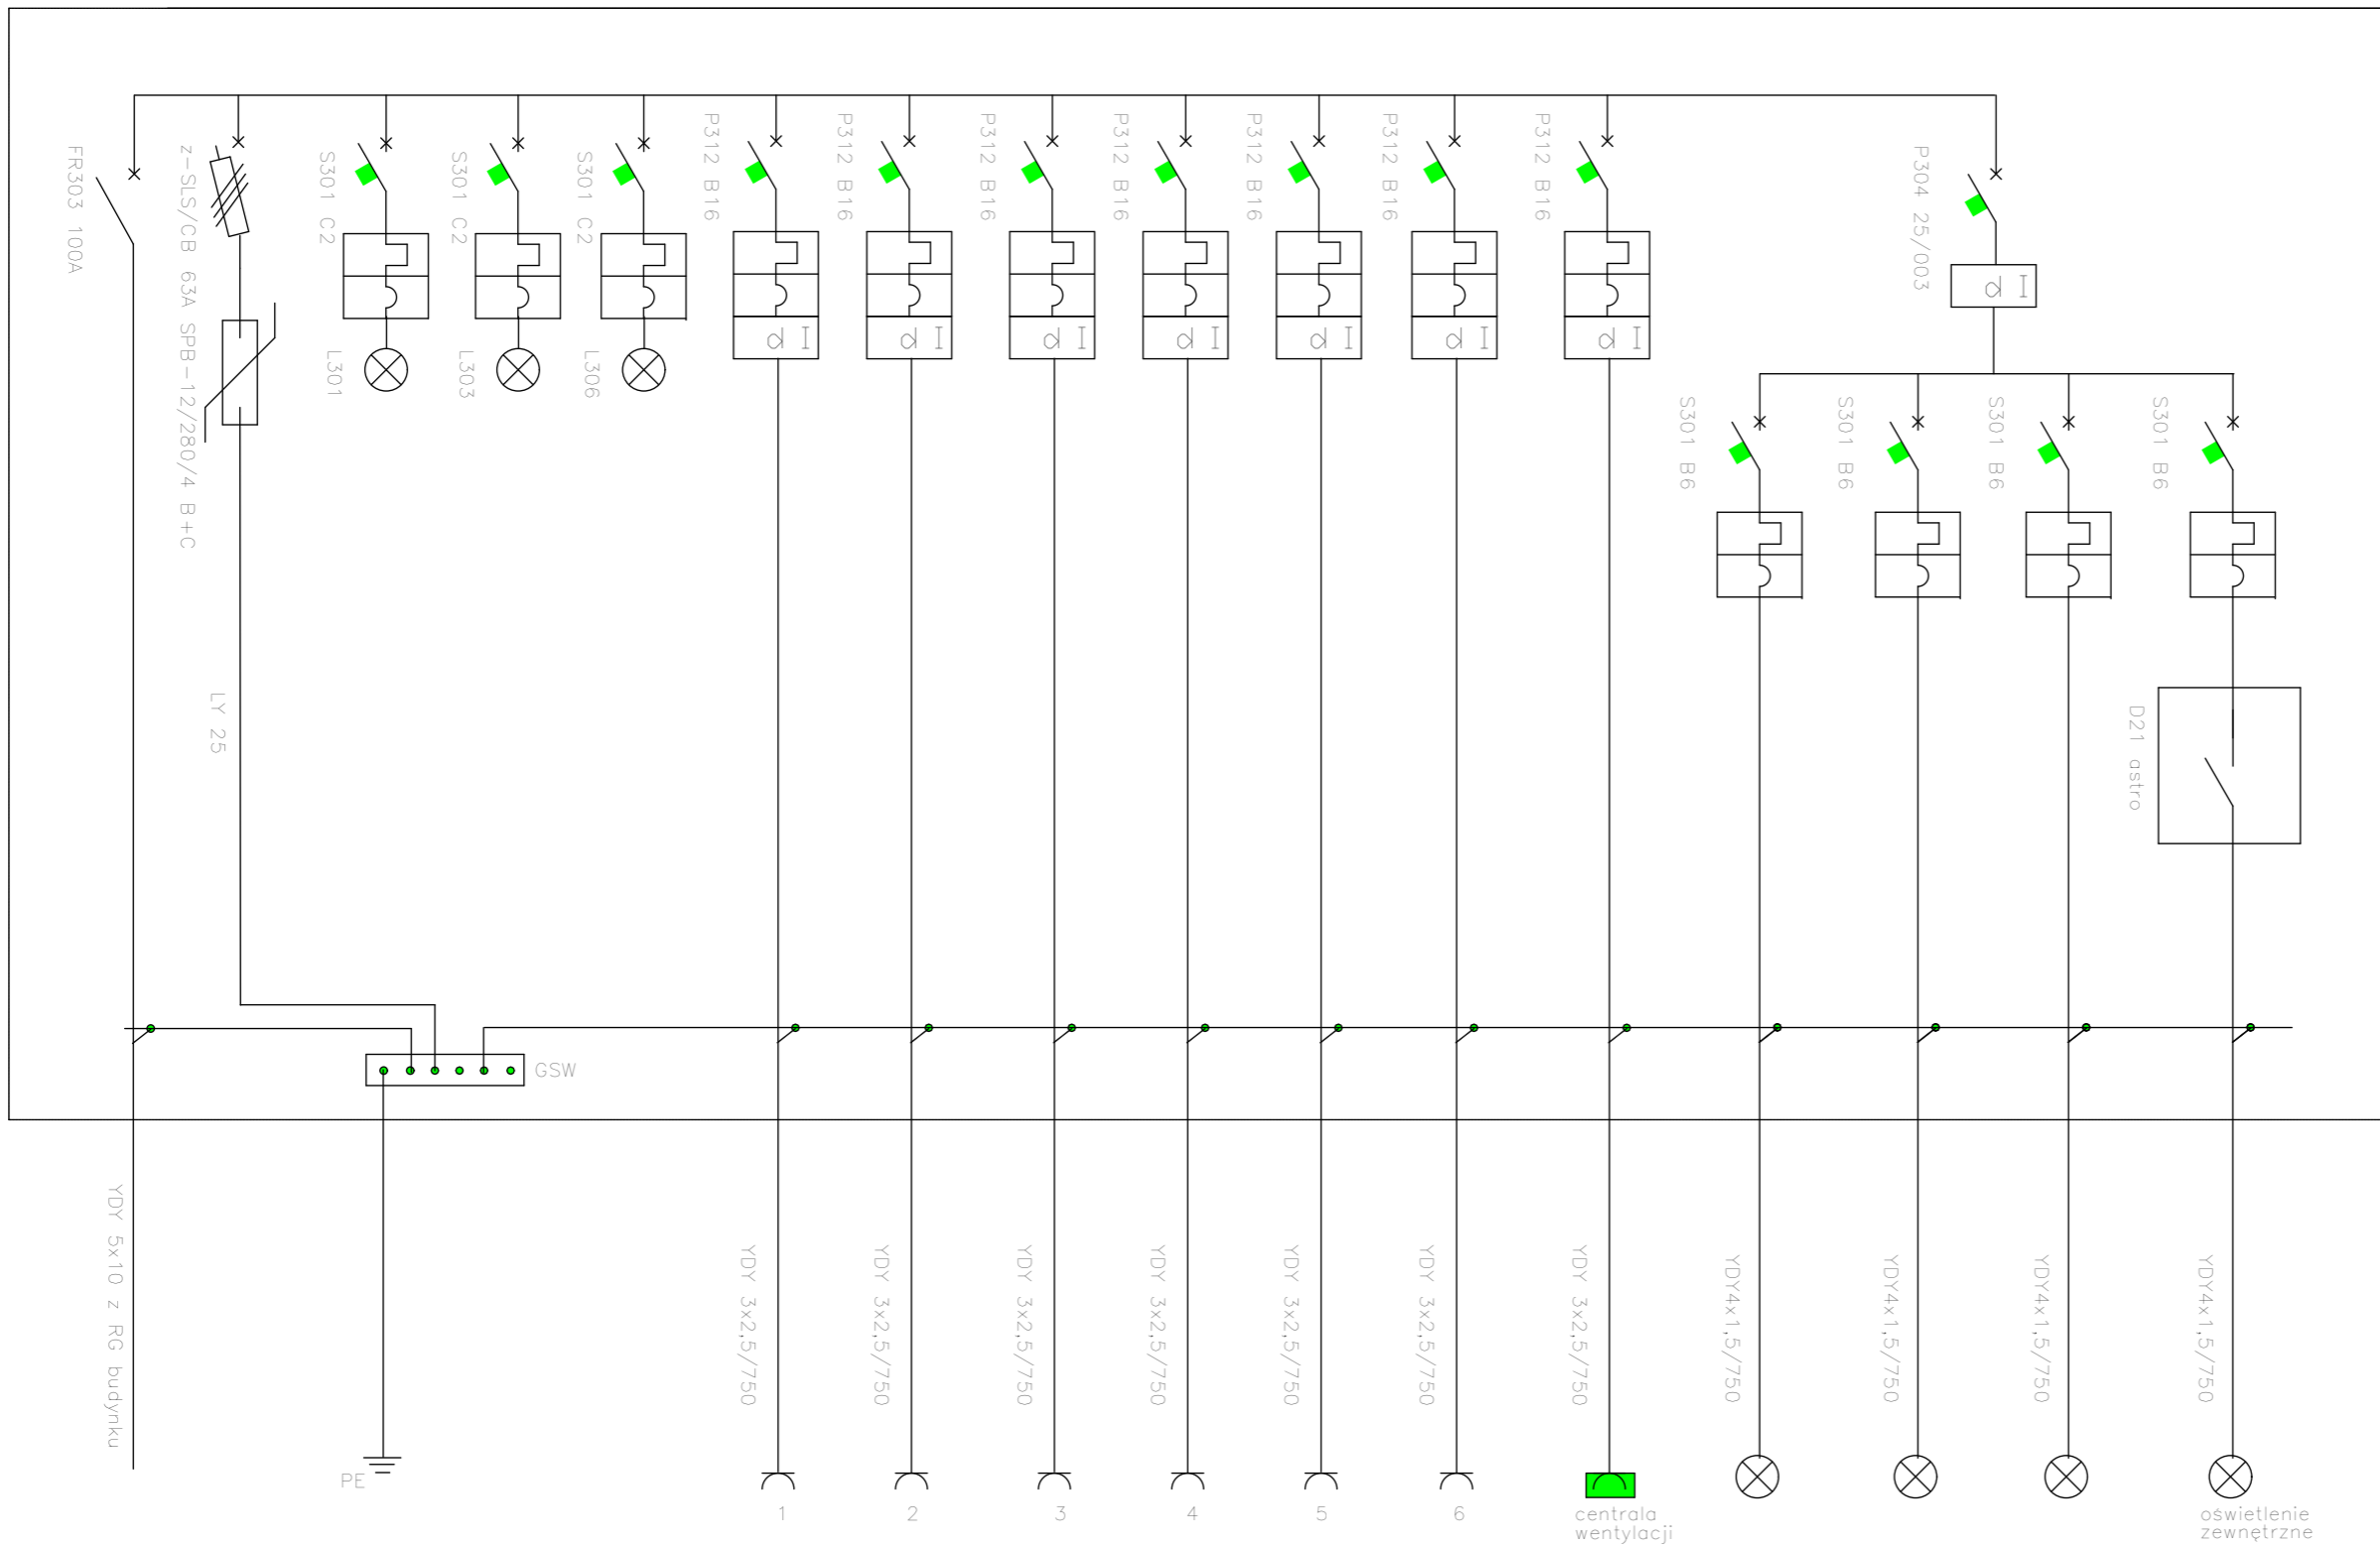 FR303 100A
z-SLS/CB 63A SPB-12/280/4 B+C
S301 C2
S301 C2
S301 C2
P312 B16
P312 B16
P312 B16
P312 B16
P312 B16
P312 B16
P312 B16
P304 25/003
I d
I d
I d
I d
I d
I d
I d
I d
L301
L303
L306
S301 B6
S301 B6
S301 B6
S301 B6
LY 25
D21 astro
GSW
YDY 5x10 z RG budynku
PE
YDY 3x2,5/750
YDY 3x2,5/750
YDY 3x2,5/750
YDY 3x2,5/750
YDY 3x2,5/750
YDY 3x2,5/750
YDY 3x2,5/750
YDY4x1,5/750
YDY4x1,5/750
YDY4x1,5/750
YDY4x1,5/750
1
2
3
4
5
6
centrala
wentylacji
oświetlenie
zewnętrzne